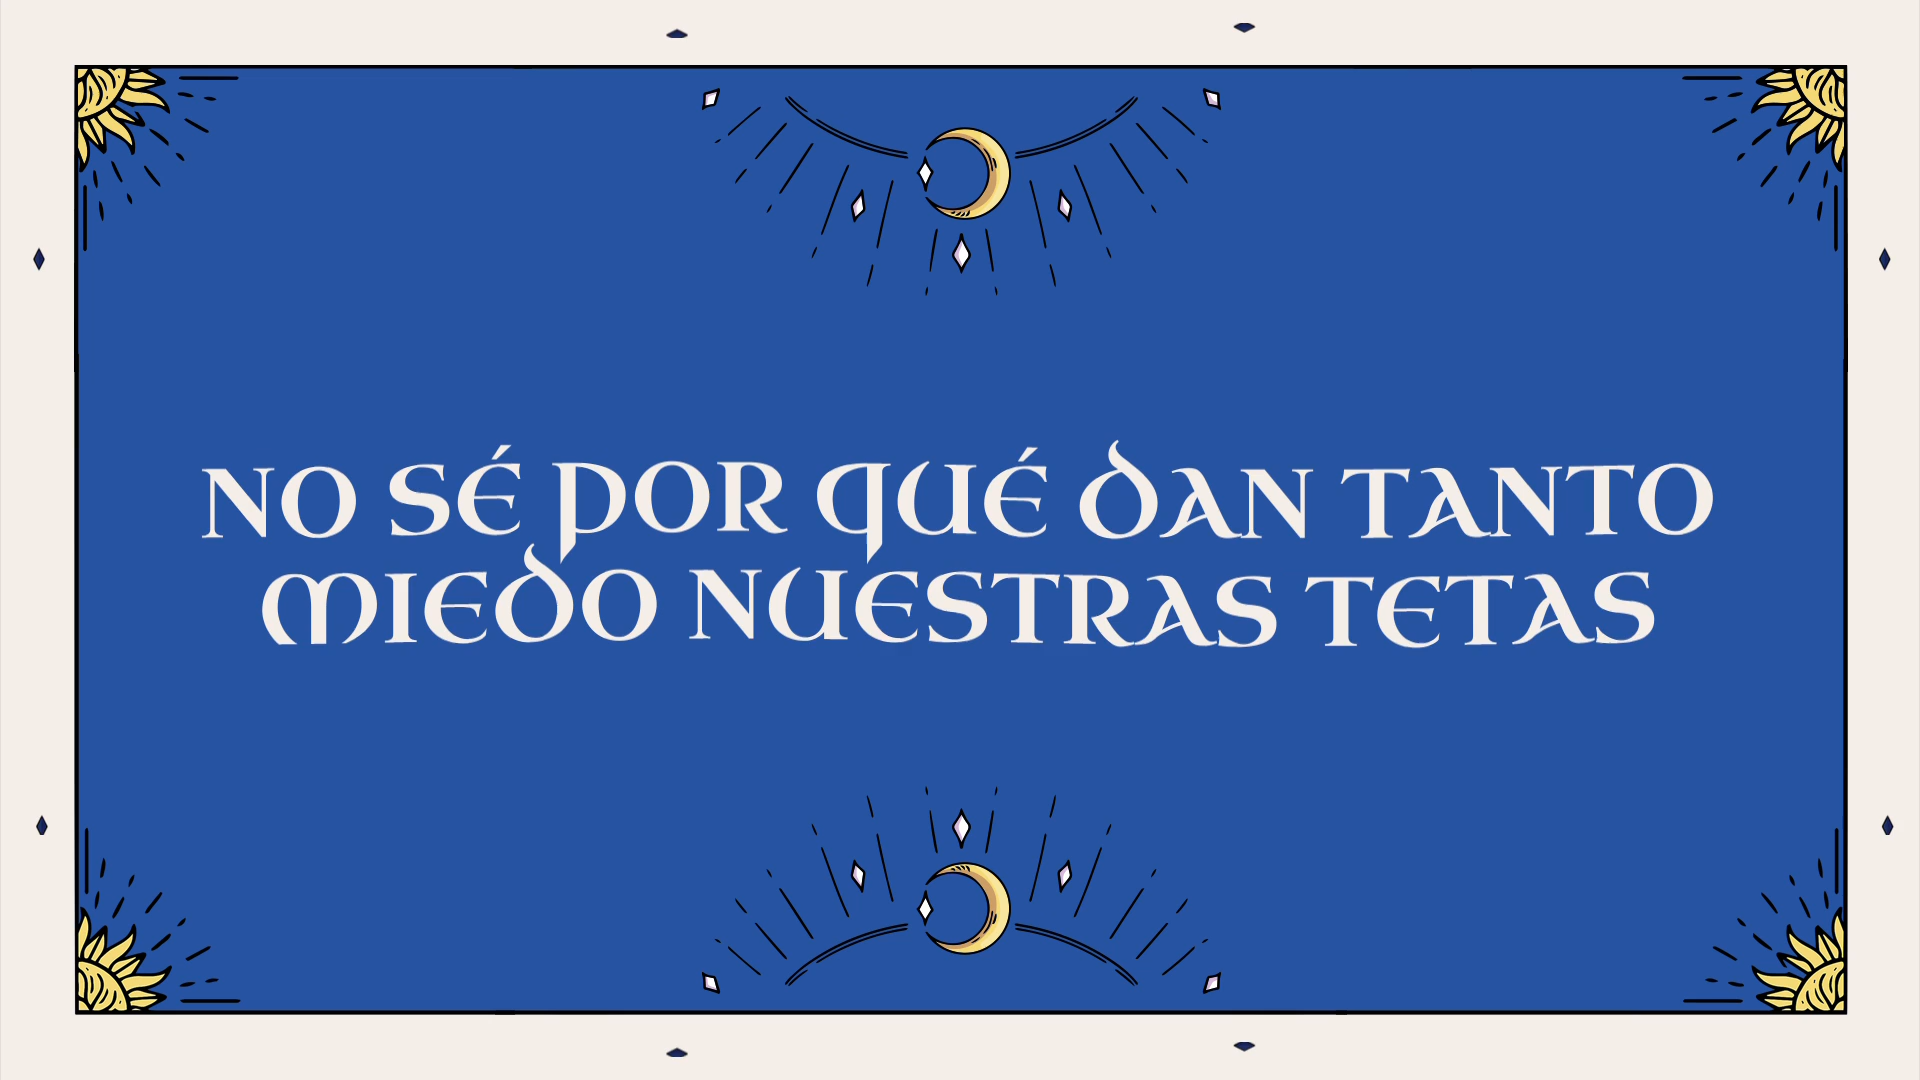 NO SÉ POR QUÉ DAN TANTO
MIEDO NUESTRAS TETAS